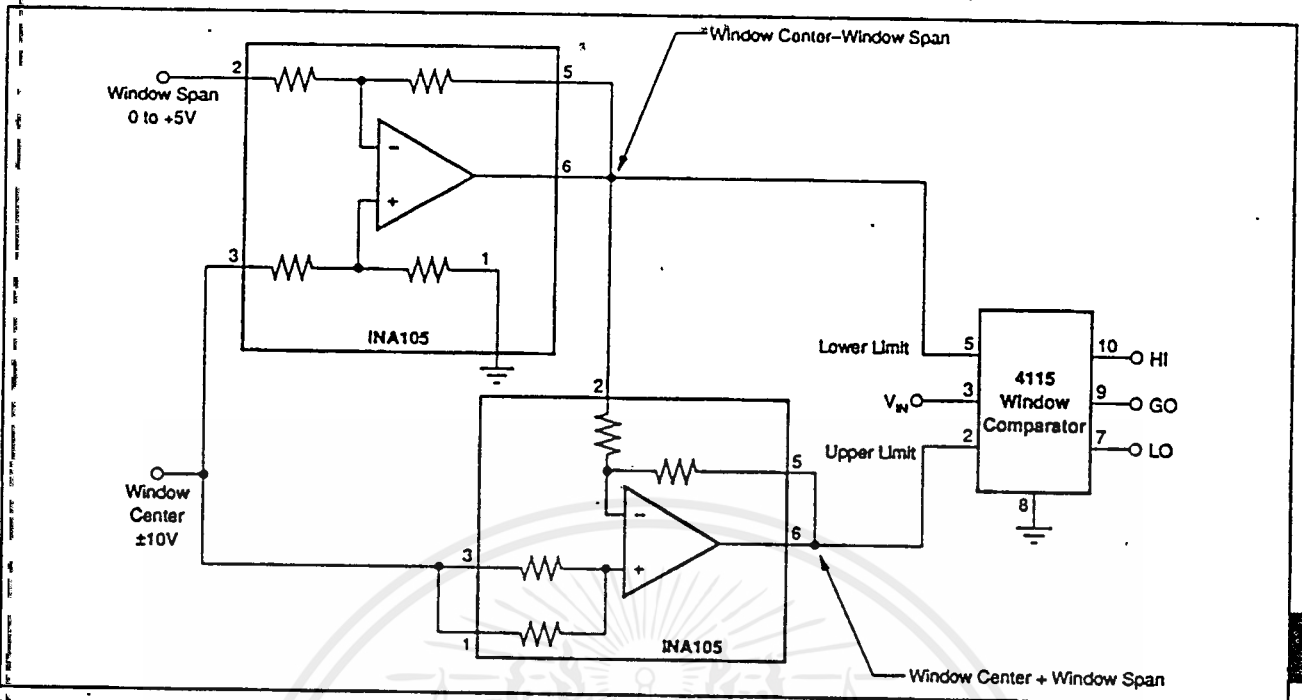 Window Center–Window Span
2
5
Window Span
0 to +5V
6
3
1
INA105
2
Lower Limit
5
10
HI
4115
Window
Comparator
V_IN
3
9
GO
Upper Limit
2
7
LO
8
5
Window
Center
±10V
3
6
1
INA105
Window Center + Window Span